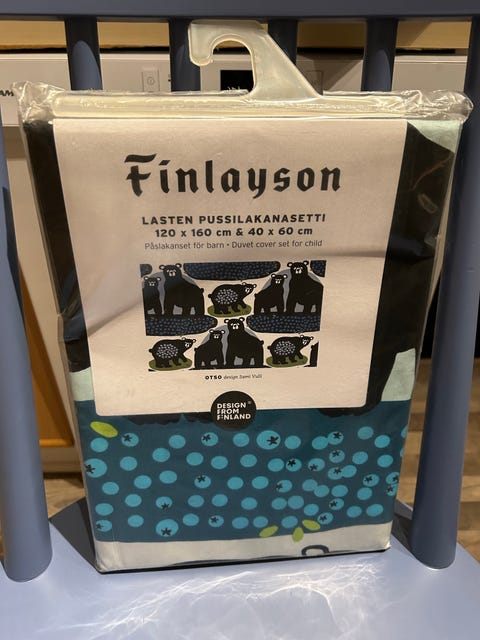 Finlayson
LASTEN PUSSILAKANASETTI
120 x 160 cm & 40 x 60 cm
Påslakanset för barn • Duvet cover set for child
OTSO design Sami Vulli
DESIGN
FROM
FINLAND